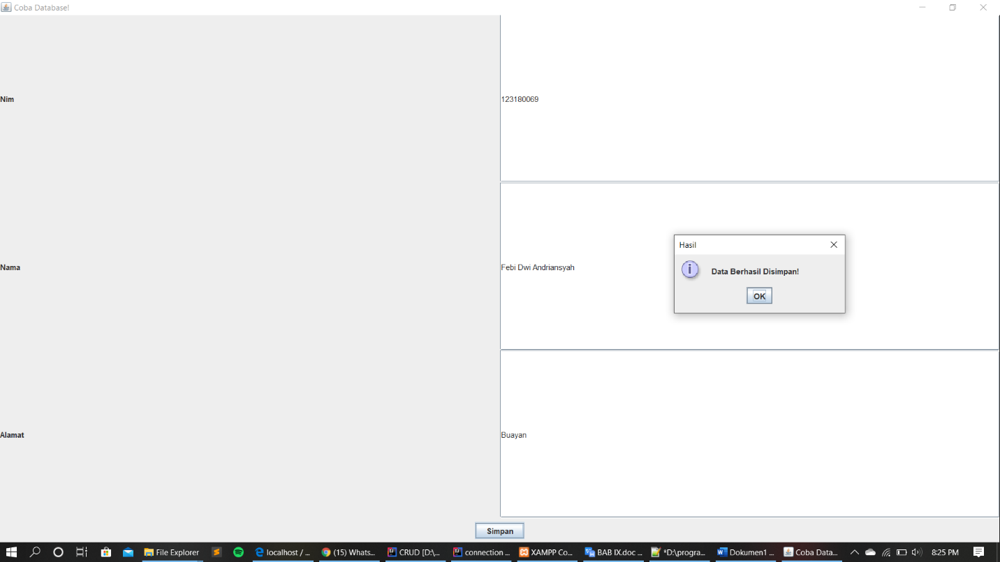 Coba Database!
Nim
123180069
Nama
Febi Dwi Andriansyah
Hasil
Data Berhasil Disimpan!
OK
Alamat
Buayan
Simpan
File Explorer
localhost / ...
(15) Whats...
CRUD [D:\...
connection ...
XAMPP Co...
BAB IX.doc ...
*D:\progra...
Dokumen1 ...
Coba Data...
8:25 PM